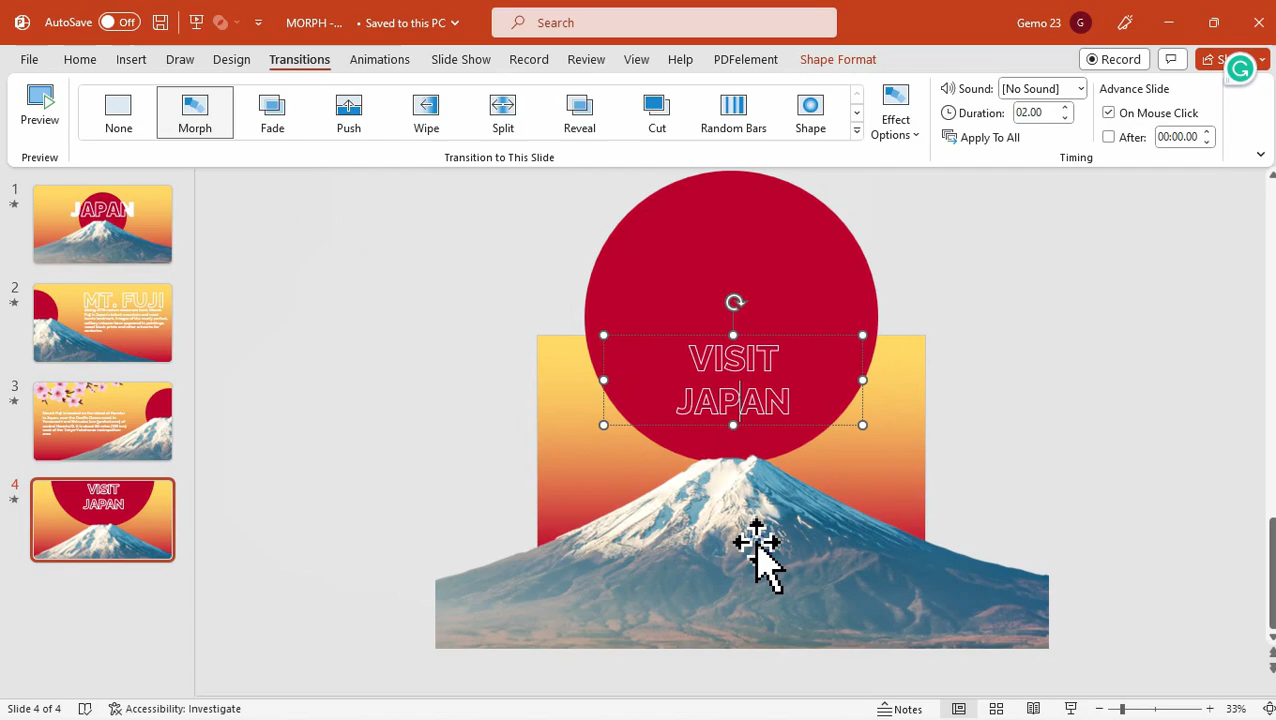 AutoSave
Off
MORPH -... • Saved to this PC
Search
Gemo 23
G
File
Home
Insert
Draw
Design
Transitions
Animations
Slide Show
Record
Review
View
Help
PDFelement
Shape Format
Record
Preview
None
Morph
Fade
Push
Wipe
Split
Reveal
Cut
Random Bars
Shape
Effect
Options
Sound: [No Sound]
Duration: 02.00
Apply To All
Advance Slide
On Mouse Click
After: 00:00.00
Preview
Transition to This Slide
Timing
1
JAPAN
2
MT. FUJI
3
4
VISIT
JAPAN
VISIT
JAPAN
Slide 4 of 4
Accessibility: Investigate
Notes
33%